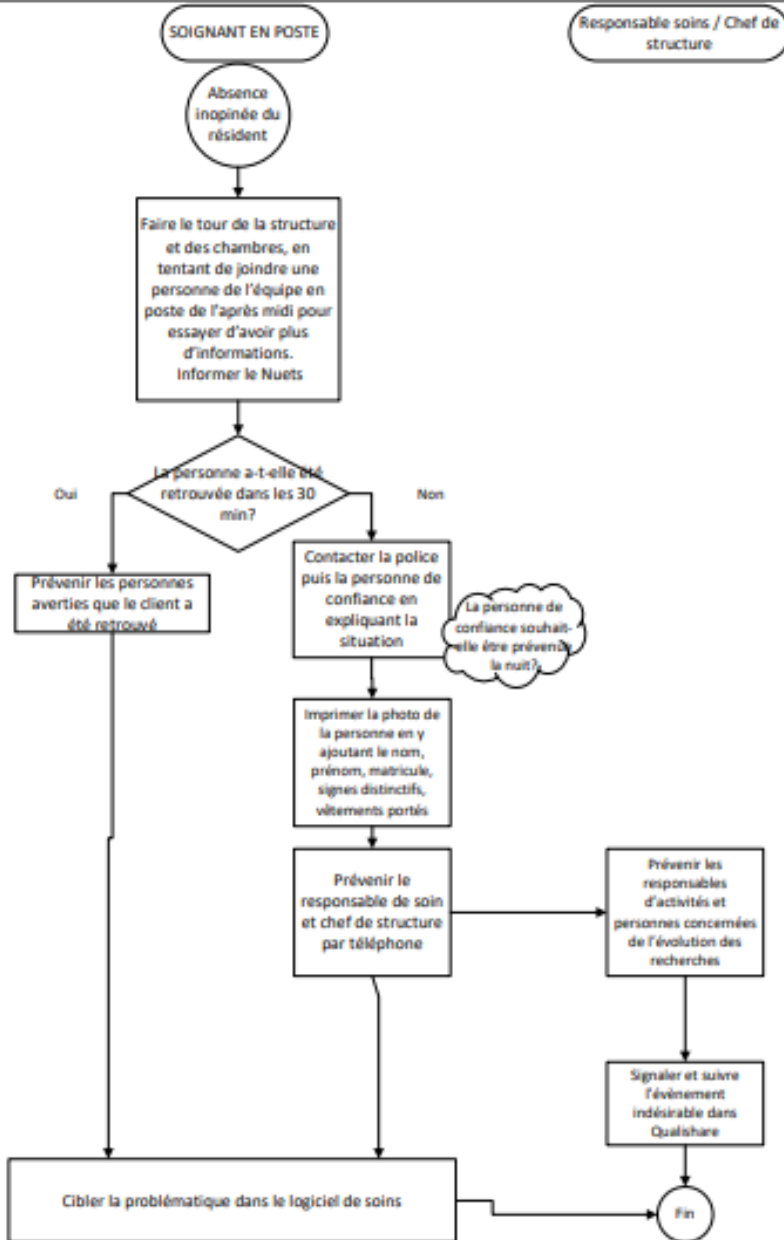 SOIGNANT EN POSTE
Responsable soins / Chef de
structure
Absence
inopinée du
résident
Faire le tour de la structure
et des chambres, en
tentant de joindre une
personne de l'équipe en
poste de l'après midi pour
essayer d'avoir plus
d'informations.
Informer le Nuets
La personne a-t-elle été
retrouvée dans les 30
min?
Oui
Non
Prévenir les personnes
averties que le client a
été retrouvé
Contacter la police
puis la personne de
confiance en
expliquant la
situation
La personne de
confiance souhait-
elle être prévenue
la nuit?
Imprimer la photo de
la personne en y
ajoutant le nom,
prénom, matricule,
signes distinctifs,
vêtements portés
Prévenir le
responsable de soin
et chef de structure
par téléphone
Prévenir les
responsables
d'activités et
personnes concernées
de l'évolution des
recherches
Signaler et suivre
l'évènement
indésirable dans
Qualishare
Cibler la problématique dans le logiciel de soins
Fin